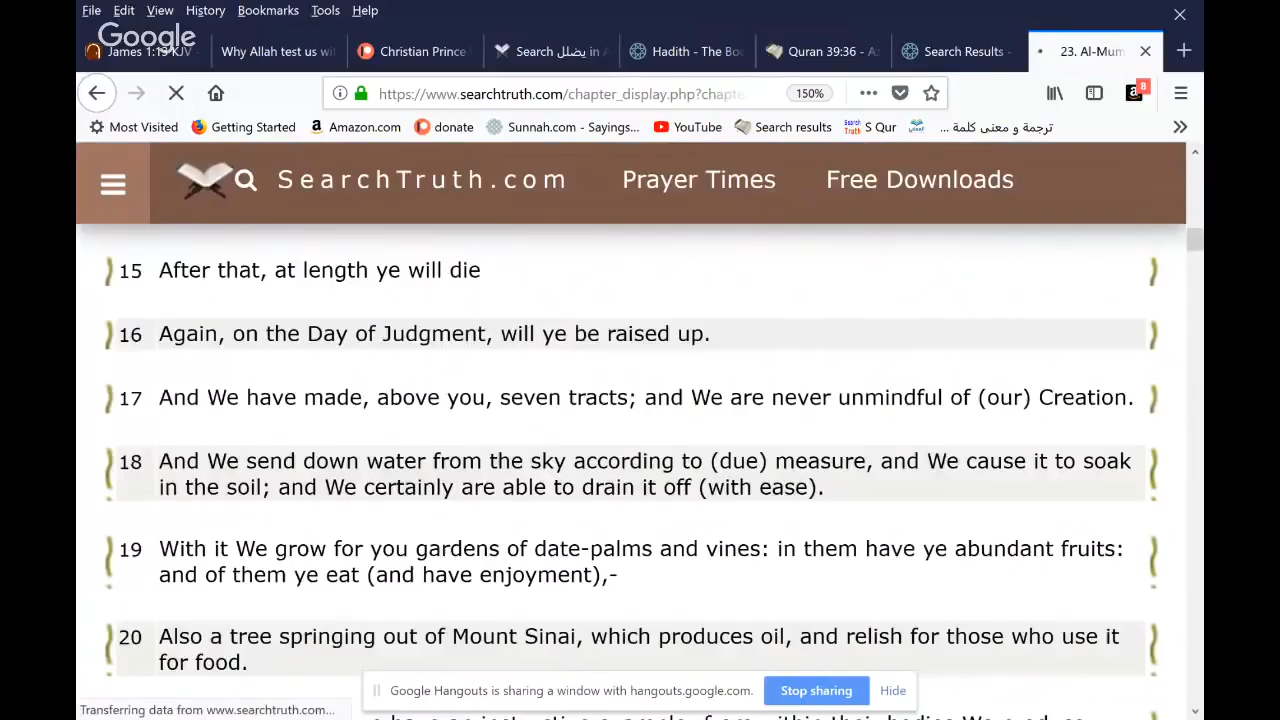 File Edit View History Bookmarks Tools Help
Google
James 1:13 KJV
Why Allah test us wi
Christian Prince
Search يضلل in A
Hadith - The Boo
Quran 39:36 - A
Search Results -
23. Al-Mum
https://www.searchtruth.com/chapter_display.php?chapte
150%
8
Most Visited Getting Started Amazon.com donate Sunnah.com - Sayings... YouTube Search results S Qur ترجمة و معنى كلمة ...
SearchTruth.com Prayer Times Free Downloads
15 After that, at length ye will die
16 Again, on the Day of Judgment, will ye be raised up.
17 And We have made, above you, seven tracts; and We are never unmindful of (our) Creation.
18 And We send down water from the sky according to (due) measure, and We cause it to soak
in the soil; and We certainly are able to drain it off (with ease).
19 With it We grow for you gardens of date-palms and vines: in them have ye abundant fruits:
and of them ye eat (and have enjoyment),-
20 Also a tree springing out of Mount Sinai, which produces oil, and relish for those who use it
for food.
Google Hangouts is sharing a window with hangouts.google.com. Stop sharing Hide
Transferring data from www.searchtruth.com...